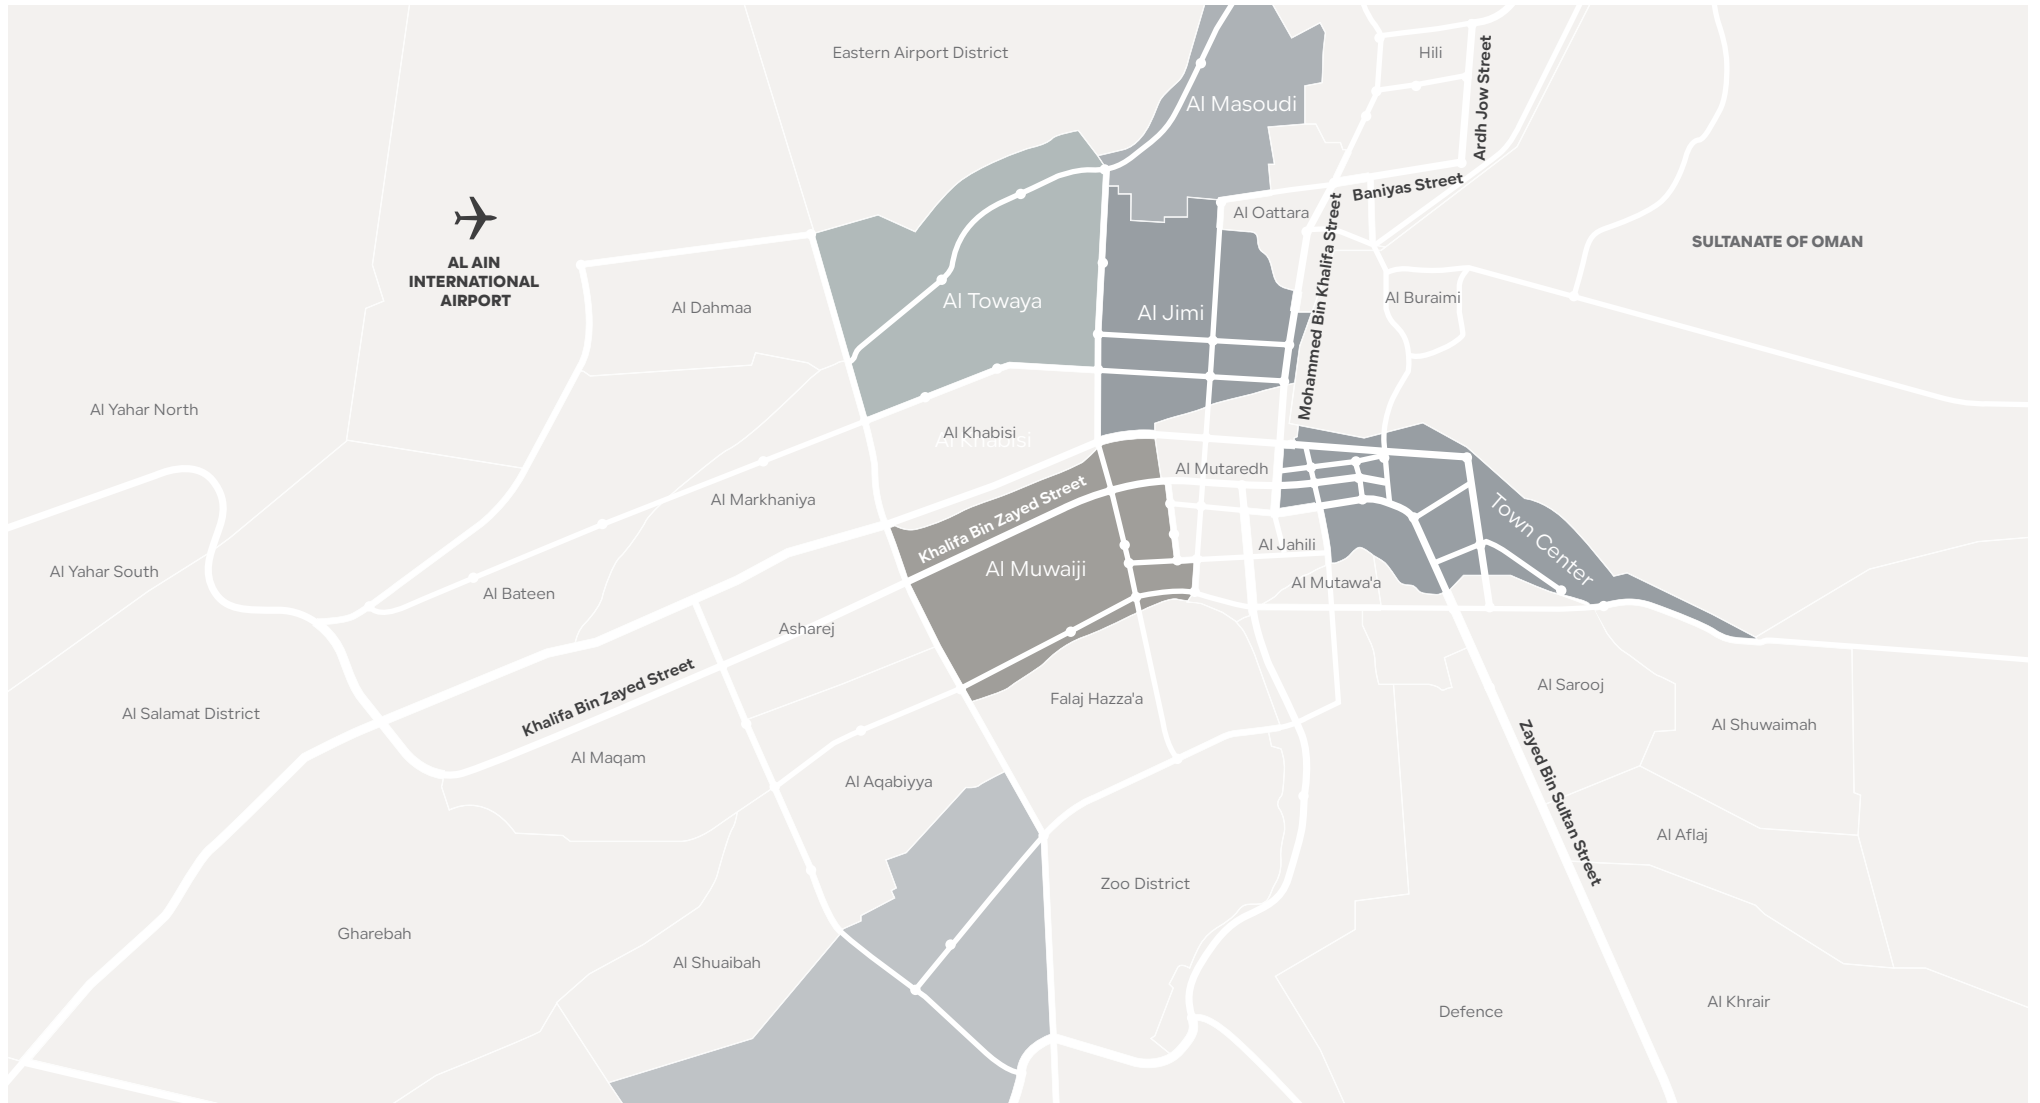 Eastern Airport District
Hili
Ardh Jow Street
Al Masoudi
Baniyas Street
Al Oattara
Mohammed Bin Khalifa Street
SULTANATE OF OMAN
AL AIN
INTERNATIONAL
AIRPORT
Al Dahmaa
Al Towaya
Al Jimi
Al Buraimi
Al Yahar North
Al Khabisi
Al Khabisi
Al Mutaredh
Al Markhaniya
Khalifa Bin Zayed Street
Town Center
Al Jahili
Al Yahar South
Al Muwaiji
Al Mutawa'a
Al Bateen
Asharej
Khalifa Bin Zayed Street
Al Sarooj
Falaj Hazza'a
Al Salamat District
Al Shuwaimah
Zayed Bin Sultan Street
Al Maqam
Al Aqabiyya
Al Aflaj
Zoo District
Gharebah
Al Shuaibah
Al Khrair
Defence